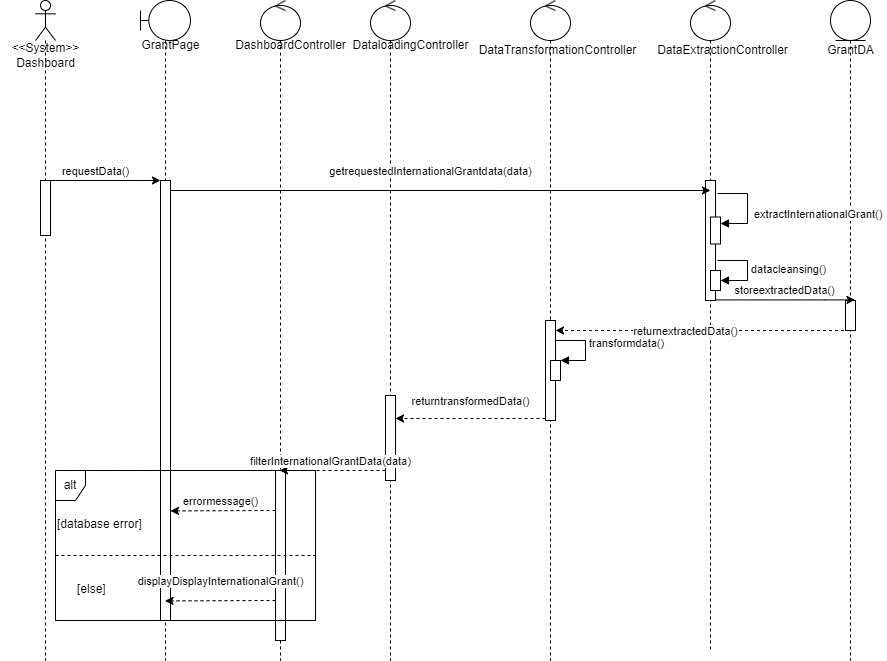 <<System>>
Dashboard
GrantPage
DashboardController
DataloadingController
DataTransformationController
DataExtractionController
GrantDA
requestData()
getrequestedInternationalGrantdata(data)
extractInternationalGrant()
datacleansing()
storeextractedData()
returnextractedData()
transformdata()
returntransformedData()
filterInternationalGrantData(data)
alt
errormessage()
[database error]
displayDisplayInternationalGrant()
[else]